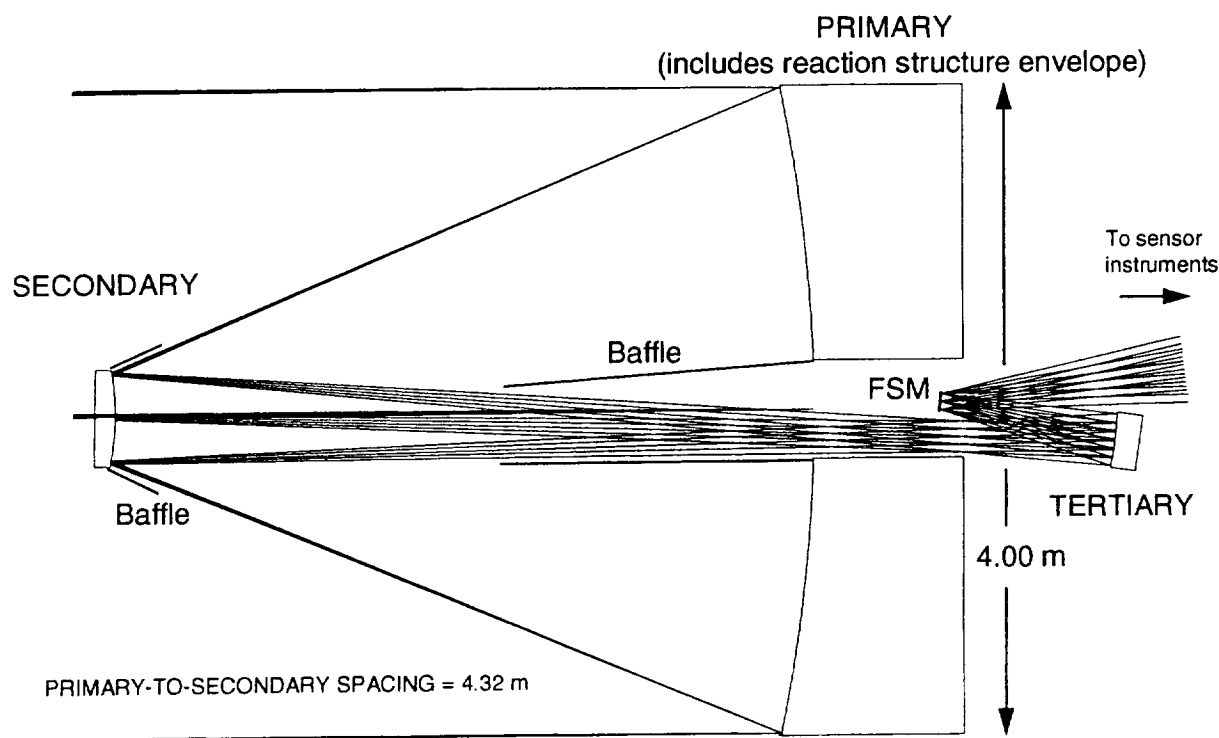 PRIMARY
(includes reaction structure envelope)
To sensor
instruments
SECONDARY
Baffle
FSM
Baffle
TERTIARY
4.00 m
PRIMARY-TO-SECONDARY SPACING = 4.32 m